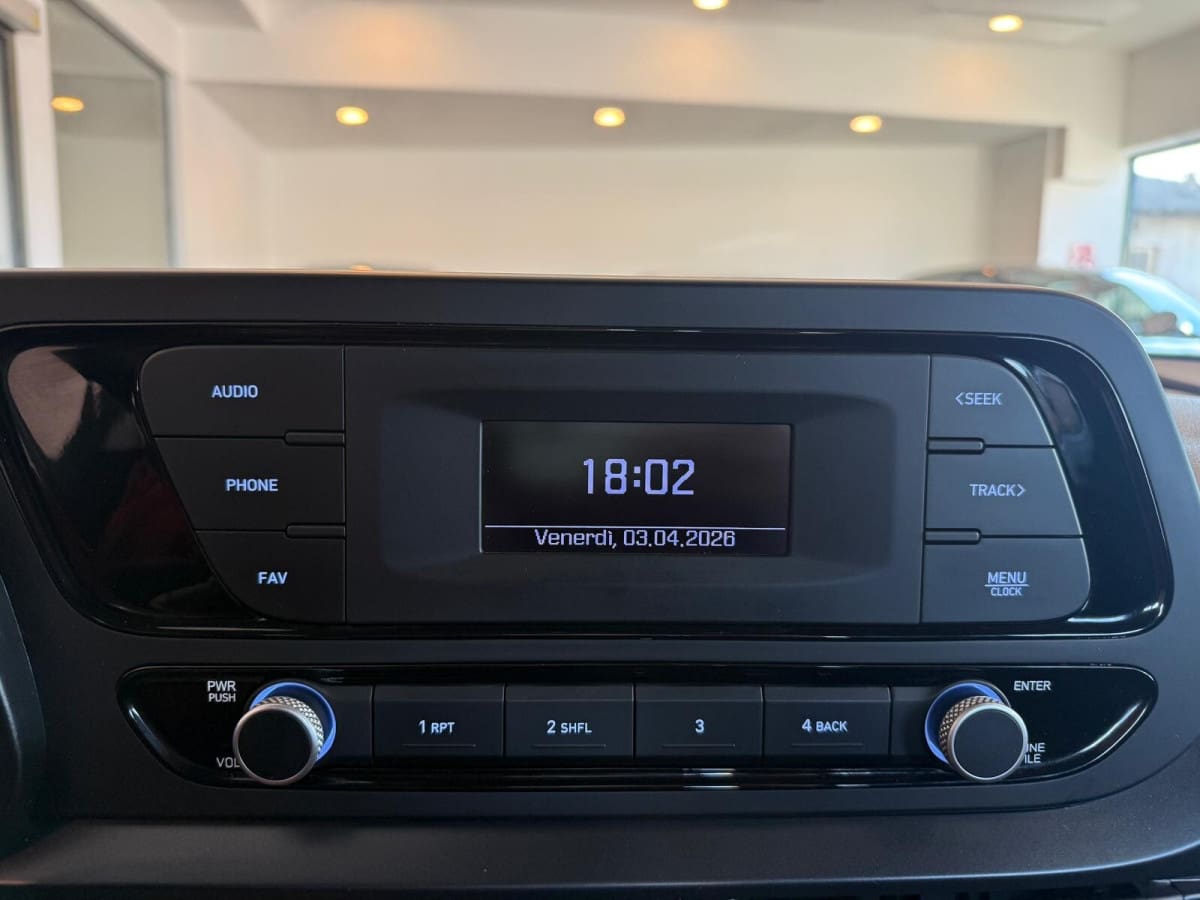 AUDIO
PHONE
FAV
18:02
Venerdì, 03.04.2026
<SEEK
TRACK>
MENU
CLOCK
PWR
PUSH
VOL
1 RPT
2 SHFL
3
4 BACK
ENTER